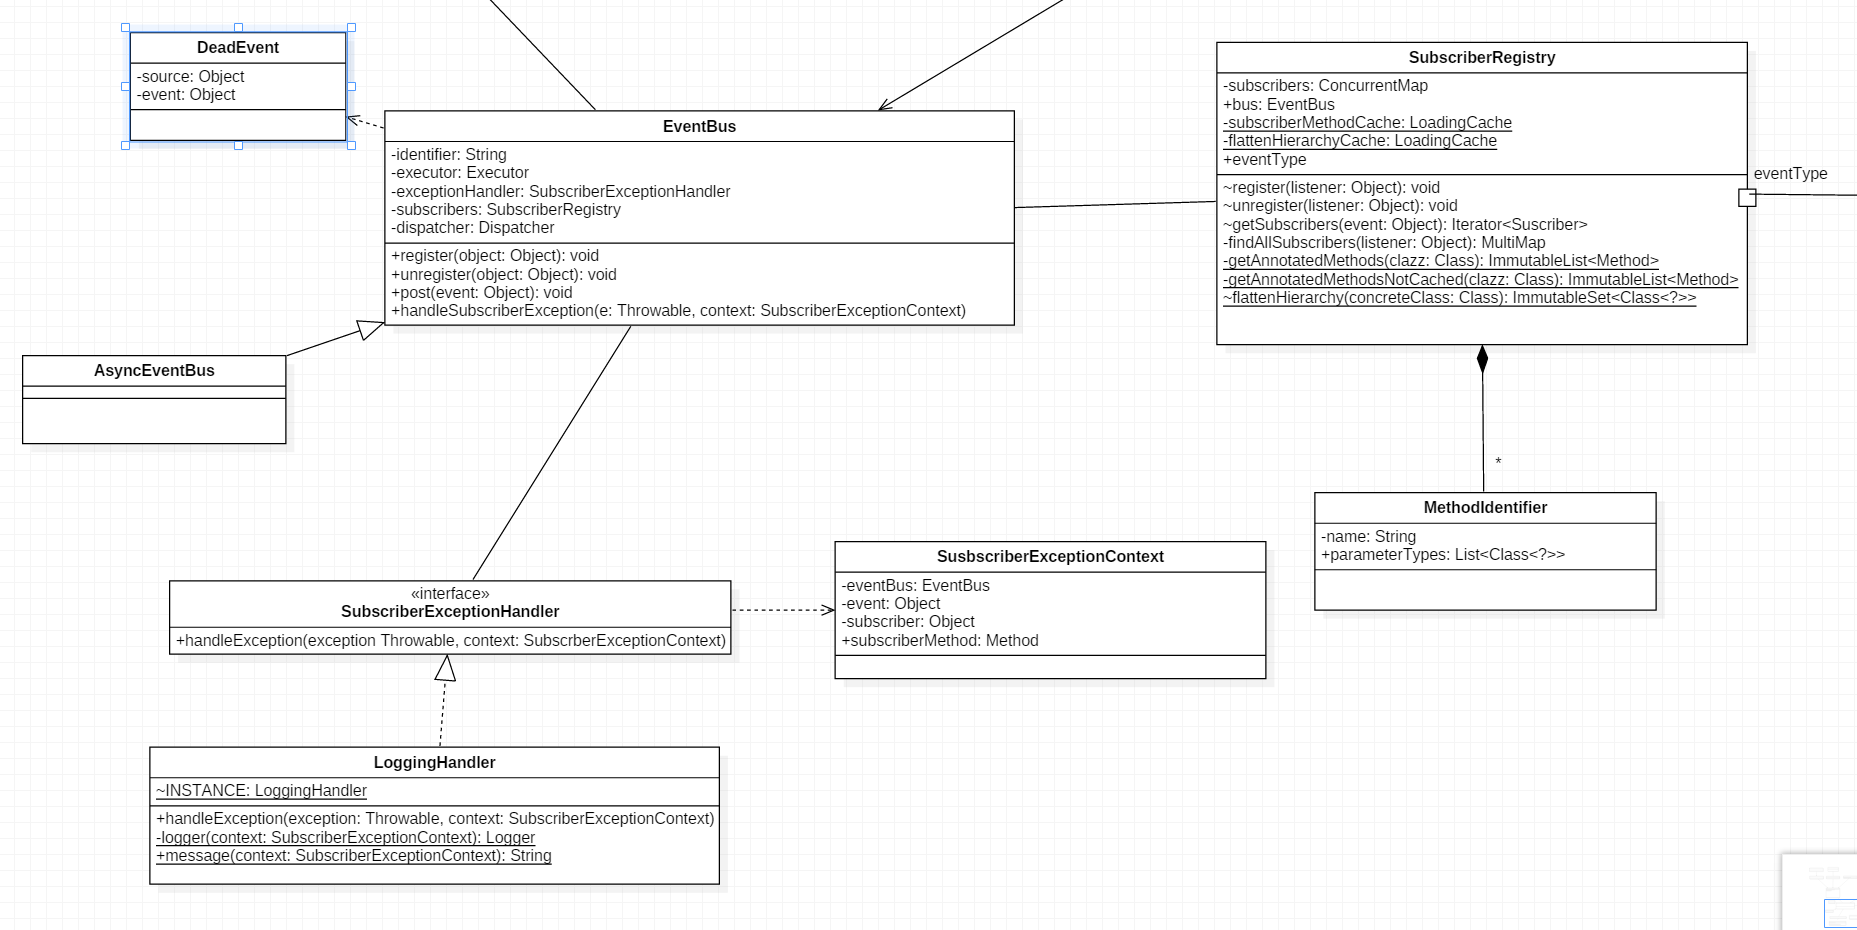 DeadEvent
-source: Object
-event: Object
EventBus
-identifier: String
-executor: Executor
-exceptionHandler: SubscriberExceptionHandler
-subscribers: SubscriberRegistry
-dispatcher: Dispatcher
+register(object: Object): void
+unregister(object: Object): void
+post(event: Object): void
+handleSubscriberException(e: Throwable, context: SubscriberExceptionContext)
SubscriberRegistry
-subscribers: ConcurrentMap
+bus: EventBus
-subscriberMethodCache: LoadingCache
-flattenHierarchyCache: LoadingCache
+eventType
~register(listener: Object): void
~unregister(listener: Object): void
~getSubscribers(event: Object): Iterator<Suscriber>
-findAllSubscribers(listener: Object): MultiMap
-getAnnotatedMethods(clazz: Class): ImmutableList<Method>
-getAnnotatedMethodsNotCached(clazz: Class): ImmutableList<Method>
~flattenHierarchy(concreteClass: Class): ImmutableSet<Class<?>>
eventType
AsyncEventBus
*
MethodIdentifier
-name: String
+parameterTypes: List<Class<?>>
«interface»
SubscriberExceptionHandler
+handleException(exception Throwable, context: SubscrberExceptionContext)
SusbscriberExceptionContext
-eventBus: EventBus
-event: Object
-subscriber: Object
+subscriberMethod: Method
LoggingHandler
~INSTANCE: LoggingHandler
+handleException(exception: Throwable, context: SubscriberExceptionContext)
-logger(context: SubscriberExceptionContext): Logger
+message(context: SubscriberExceptionContext): String